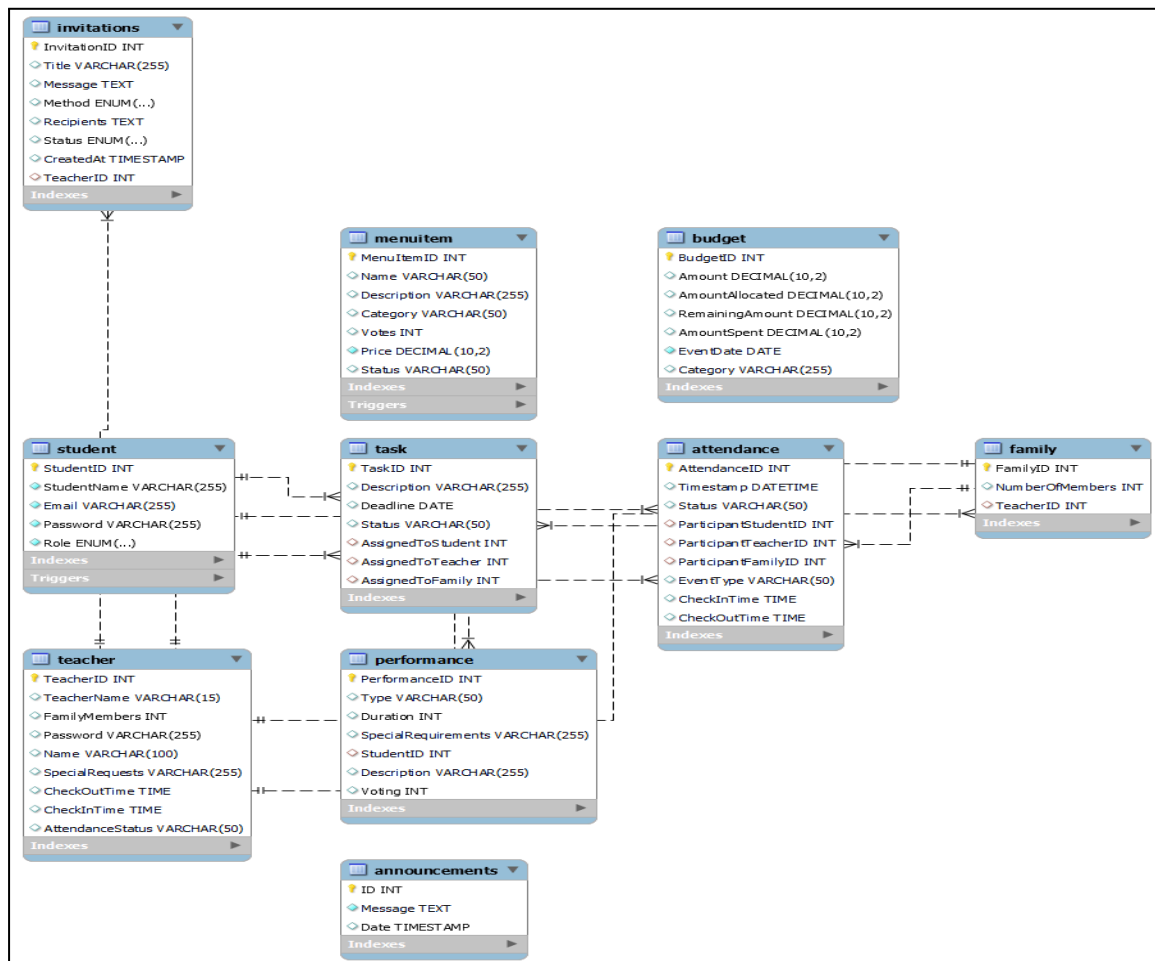 invitations
InvitationID INT
Title VARCHAR(255)
Message TEXT
Method ENUM(...)
Recipients TEXT
Status ENUM(...)
CreatedAt TIMESTAMP
TeacherID INT
Indexes
menuitem
MenuItemID INT
Name VARCHAR(50)
Description VARCHAR(255)
Category VARCHAR(50)
Votes INT
Price DECIMAL(10,2)
Status VARCHAR(50)
Indexes
Triggers
budget
BudgetID INT
Amount DECIMAL(10,2)
AmountAllocated DECIMAL(10,2)
RemainingAmount DECIMAL(10,2)
AmountSpent DECIMAL(10,2)
EventDate DATE
Category VARCHAR(255)
Indexes
student
StudentID INT
StudentName VARCHAR(255)
Email VARCHAR(255)
Password VARCHAR(255)
Role ENUM(...)
Indexes
Triggers
task
TaskID INT
Description VARCHAR(255)
Deadline DATE
Status VARCHAR(50)
AssignedToStudent INT
AssignedToTeacher INT
AssignedToFamily INT
Indexes
attendance
AttendanceID INT
Timestamp DATETIME
Status VARCHAR(50)
ParticipantStudentID INT
ParticipantTeacherID INT
ParticipantFamilyID INT
EventType VARCHAR(50)
CheckInTime TIME
CheckOutTime TIME
Indexes
family
FamilyID INT
NumberOfMembers INT
TeacherID INT
Indexes
teacher
TeacherID INT
TeacherName VARCHAR(15)
FamilyMembers INT
Password VARCHAR(255)
Name VARCHAR(100)
SpecialRequests VARCHAR(255)
CheckOutTime TIME
CheckInTime TIME
AttendanceStatus VARCHAR(50)
Indexes
performance
PerformanceID INT
Type VARCHAR(50)
Duration INT
SpecialRequirements VARCHAR(255)
StudentID INT
Description VARCHAR(255)
Voting INT
Indexes
announcements
ID INT
Message TEXT
Date TIMESTAMP
Indexes